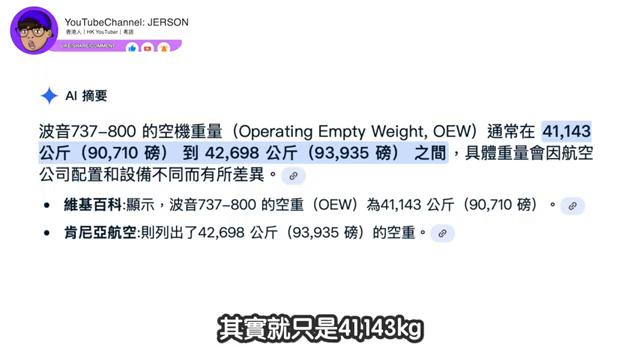 YouTubeChannel: JERSON
香港人 | HK YouTuber | 粵語
LIKE/SHARE/COMMENT
AI 摘要
波音737–800 的空機重量（Operating Empty Weight, OEW）通常在 41,143
公斤（90,710 磅） 到 42,698 公斤（93,935 磅） 之間，具體重量會因航空
公司配置和設備不同而有所差異。
維基百科:顯示，波音737–800 的空重（OEW）為41,143 公斤（90,710 磅）。
肯尼亞航空:則列出了42,698 公斤（93,935 磅）的空重。
其實就只是41,143kg